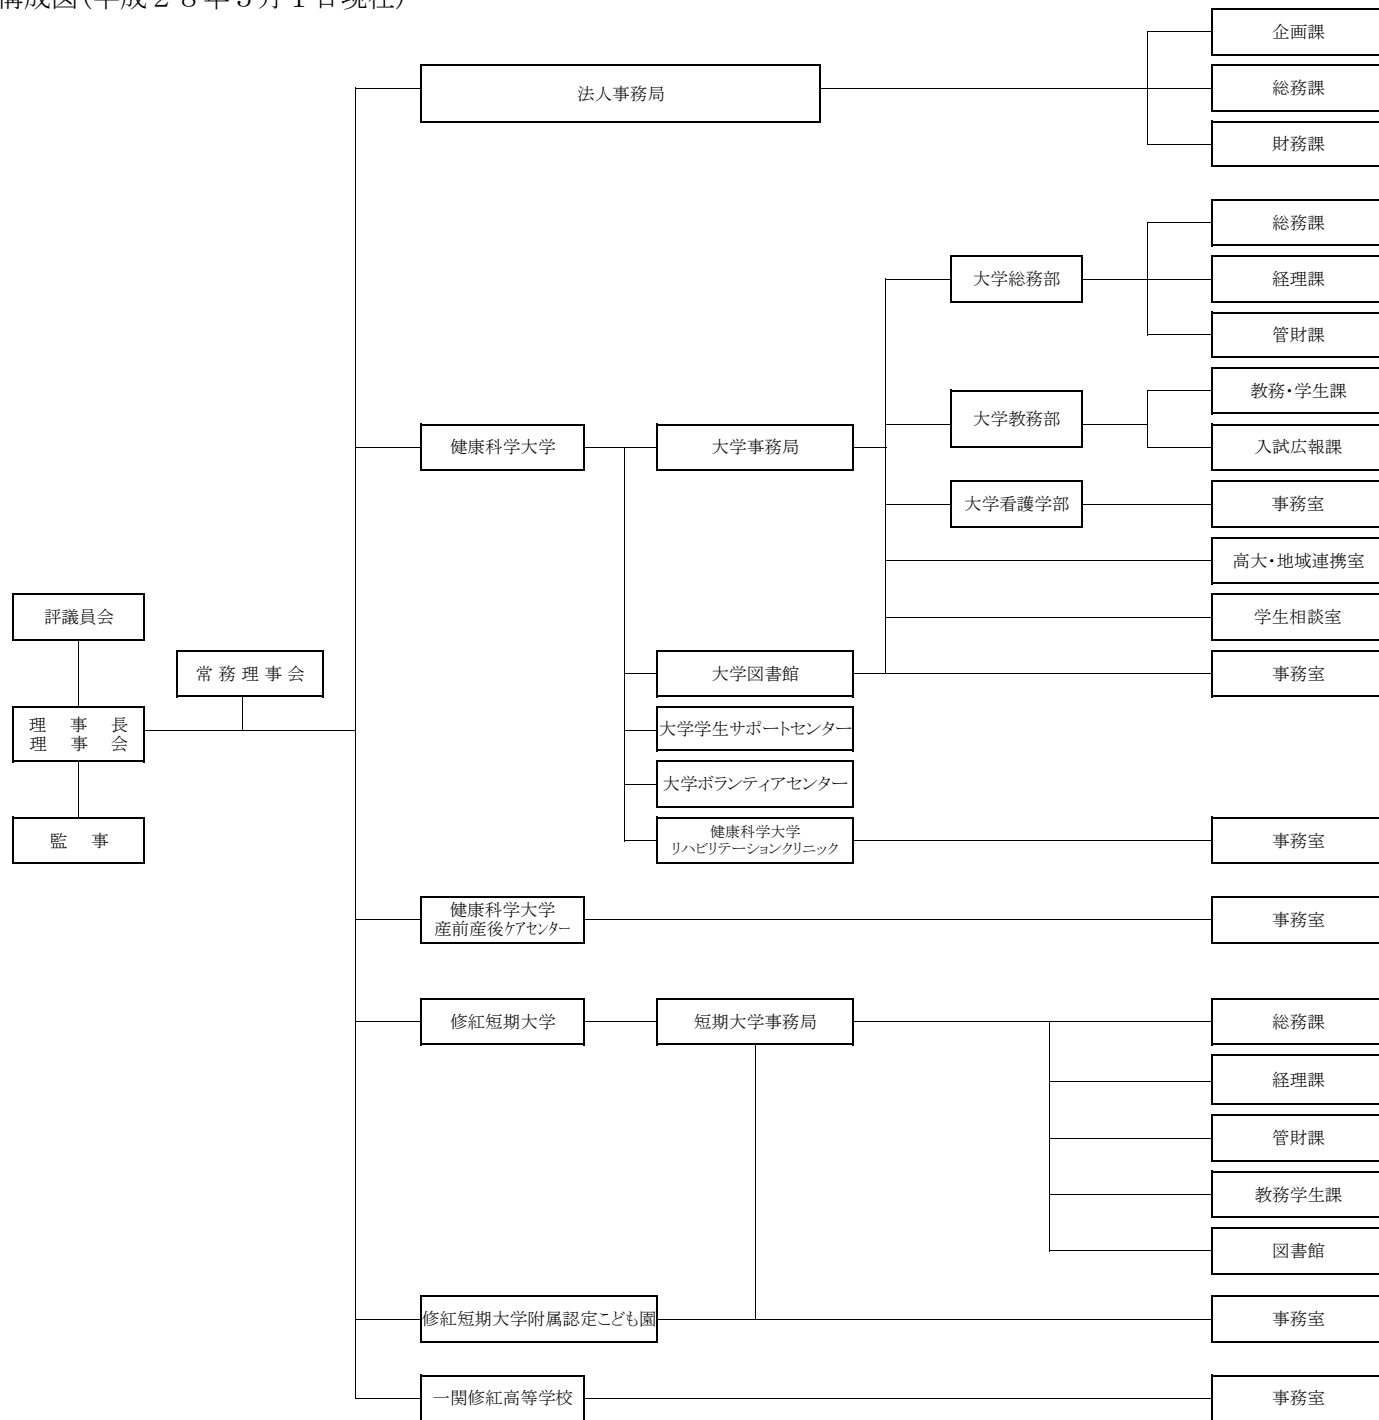 構成図(平成28年5月1日現在)
企画課
法人事務局
総務課
財務課
総務課
大学総務部
経理課
管財課
教務・学生課
大学教務部
健康科学大学
大学事務局
入試広報課
大学看護学部
事務室
高大・地域連携室
評議員会
学生相談室
常務理事会
大学図書館
事務室
理事長
理事会
大学学生サポートセンター
大学ボランティアセンター
監事
健康科学大学
リハビリテーションクリニック
事務室
健康科学大学
産前産後ケアセンター
事務室
修紅短期大学
短期大学事務局
総務課
経理課
管財課
教務学生課
図書館
修紅短期大学附属認定こども園
事務室
一関修紅高等学校
事務室